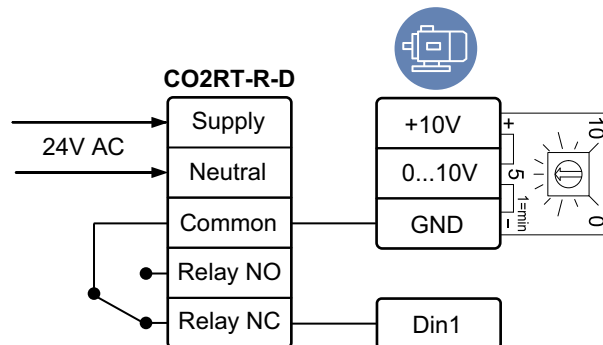 CO2RT-R-D
24V AC
Supply
Neutral
Common
Relay NO
Relay NC
+10V
0...10V
GND
Din1
+
-
10
5
1=min
0